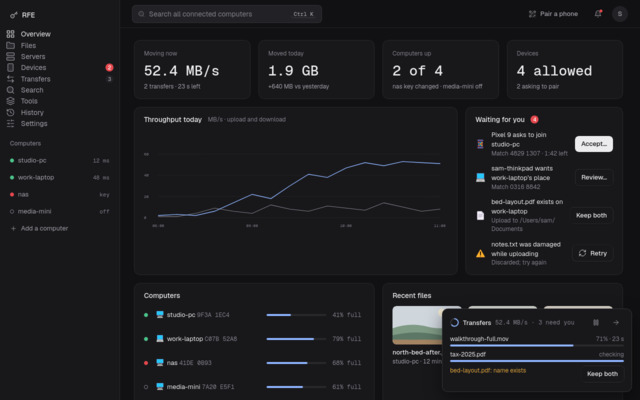 RFE
Search all connected computers
Ctrl K
Pair a phone
S
Overview
Files
Servers
Devices 2
Transfers 3
Search
Tools
History
Settings
Computers
studio-pc 12 ms
work-laptop 48 ms
nas key
media-mini off
Add a computer
Moving now
52.4 MB/s
2 transfers · 23 s left
Moved today
1.9 GB
+640 MB vs yesterday
Computers up
2 of 4
nas key changed · media-mini off
Devices
4 allowed
2 asking to pair
Throughput today MB/s · upload and download
20
0
Waiting for you 4
Pixel 9 asks to join
studio-pc
Match 4829 1307 · 1:42 left
Accept...
sam-thinkpad wants
work-laptop's place
Match 0316 8842
Review...
bed-layout.pdf exists on
work-laptop
Upload to /Users/sam/
Documents
Keep both
notes.txt was damaged
while uploading
Discarded; try again
Retry
Computers
studio-pc 9F3A 1EC4 41% full
work-laptop C07B 52A0 79% full
nas 41DE 0B93 68% full
media-mini 7A20 E5F1 61% full
Recent files
north-bed-after...
Transfers 52.4 MB/s · 3 need you
walkthrough-full.mov 71% · 23 s
tax-2025.pdf checking
bed-layout.pdf: name exists
Keep both